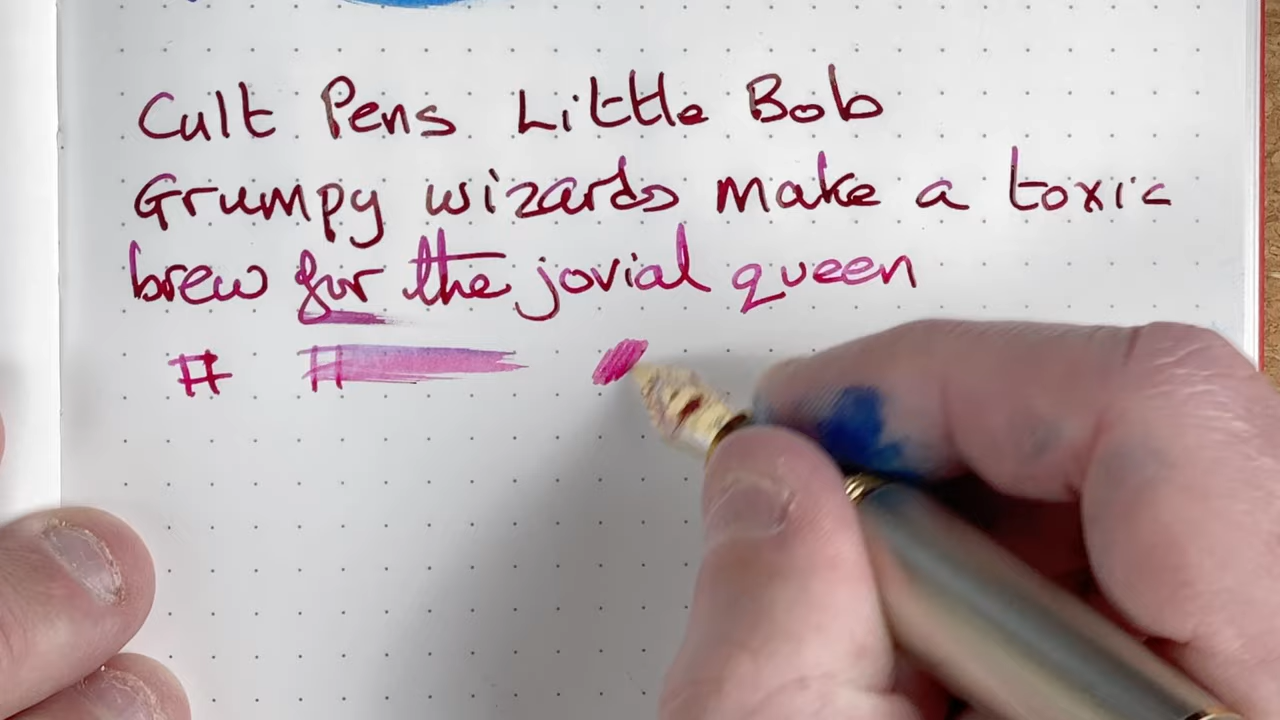 Cult Pens Little Bob
Grumpy wizards make a toxic
brew for the jovial queen
# #